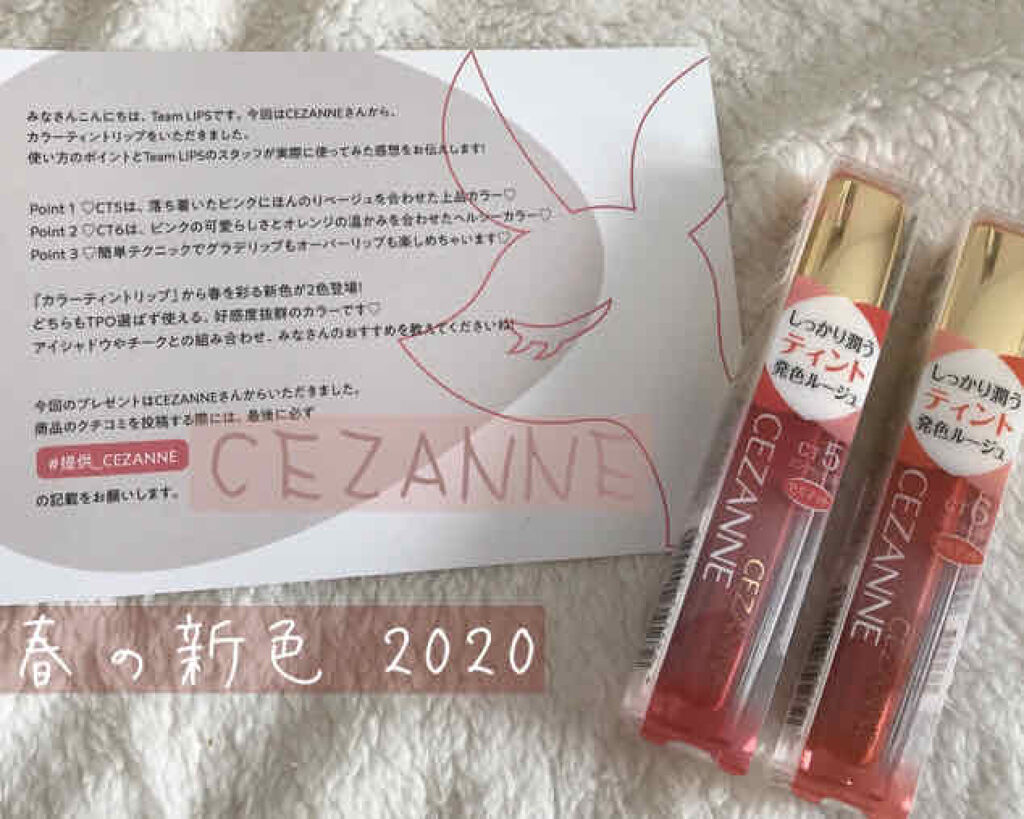 みなさんこんにちは、Team LIPSです。今回はCEZANNEさんから、
カラーティントリップをいただきました。
使い方のポイントとTeam LIPSのスタッフが実際に使ってみた感想をお伝えします!
Point 1 ♡CT5は、落ち着いたピンクにほんのりベージュを合わせた上品カラー♡
Point 2 ♡CT6は、ピンクの可愛らしさとオレンジの温かみを合わせたヘルシーカラー♡
Point 3 ♡簡単テクニックでグラデリップもオーバーリップも楽しめちゃいます♡
『カラーティントリップ』から春を彩る新色が2色登場!
どちらもTPO選ばず使える、好感度抜群のカラーです♡
アイシャドウやチークとの組み合わせ、みなさんのおすすめを教えてくださいね!
今回のプレゼントはCEZANNEさんからいただきました。
商品のクチコミを投稿する際には、最後に必ず
#提供_CEZANNE
の記載をお願いします。
CEZANNE
春の新色 2020
しっかり潤う
ティント
発色ルージュ
CEZANNE
CEZANNE
しっかり潤う
ティント
発色ルージュ
CEZANNE